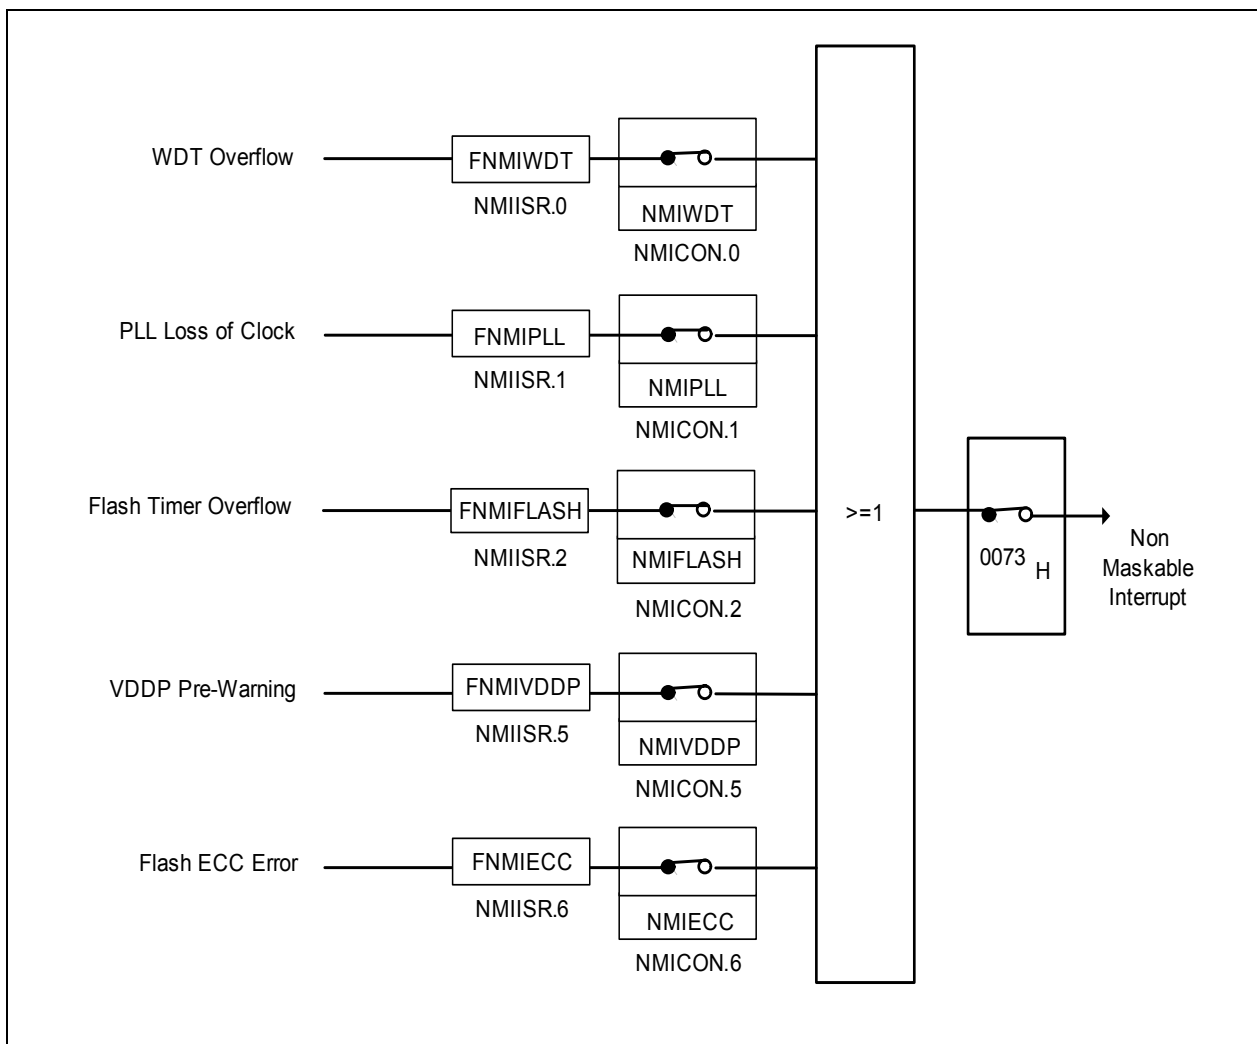 WDT Overflow
FNMIWDT
NMIISR.0
NMIWDT
NMICON.0
PLL Loss of Clock
FNMIPLL
NMIISR.1
NMIPLL
NMICON.1
Flash Timer Overflow
FNMIFLASH
NMIISR.2
NMIFLASH
NMICON.2
VDDP Pre-Warning
FNMIVDDP
NMIISR.5
NMIVDDP
NMICON.5
Flash ECC Error
FNMIECC
NMIISR.6
NMIECC
NMICON.6
>=1
0073 H
Non
Maskable
Interrupt